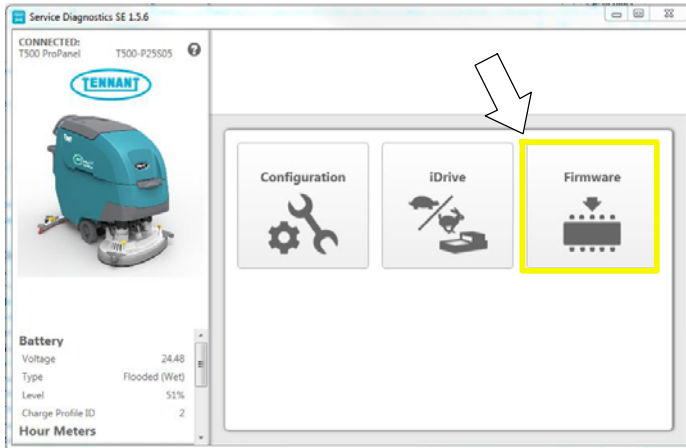 Service Diagnostics SE 1.5.6
CONNECTED:
T500 ProPanel T500-P25S05 ?
TENNANT
Configuration iDrive Firmware
Battery
Voltage 24.48
Type Flooded (Wet)
Level 51%
Charge Profile ID 2
Hour Meters